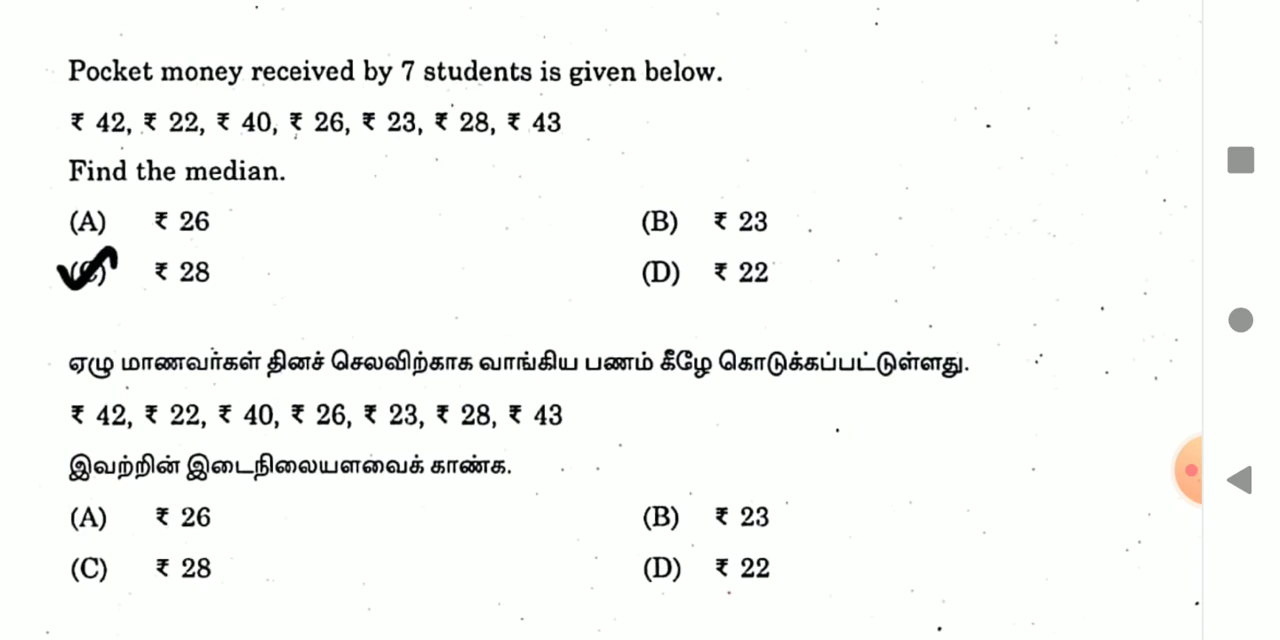 Pocket money received by 7 students is given below.
₹ 42, ₹ 22, ₹ 40, ₹ 26, ₹ 23, ₹ 28, ₹ 43
Find the median.
(A) ₹ 26 (B) ₹ 23
(C) ₹ 28 (D) ₹ 22
ஏழு மாணவர்கள் தினச் செலவிற்காக வாங்கிய பணம் கீழே கொடுக்கப்பட்டுள்ளது.
₹ 42, ₹ 22, ₹ 40, ₹ 26, ₹ 23, ₹ 28, ₹ 43
இவற்றின் இடைநிலையளவைக் காண்க.
(A) ₹ 26 (B) ₹ 23
(C) ₹ 28 (D) ₹ 22